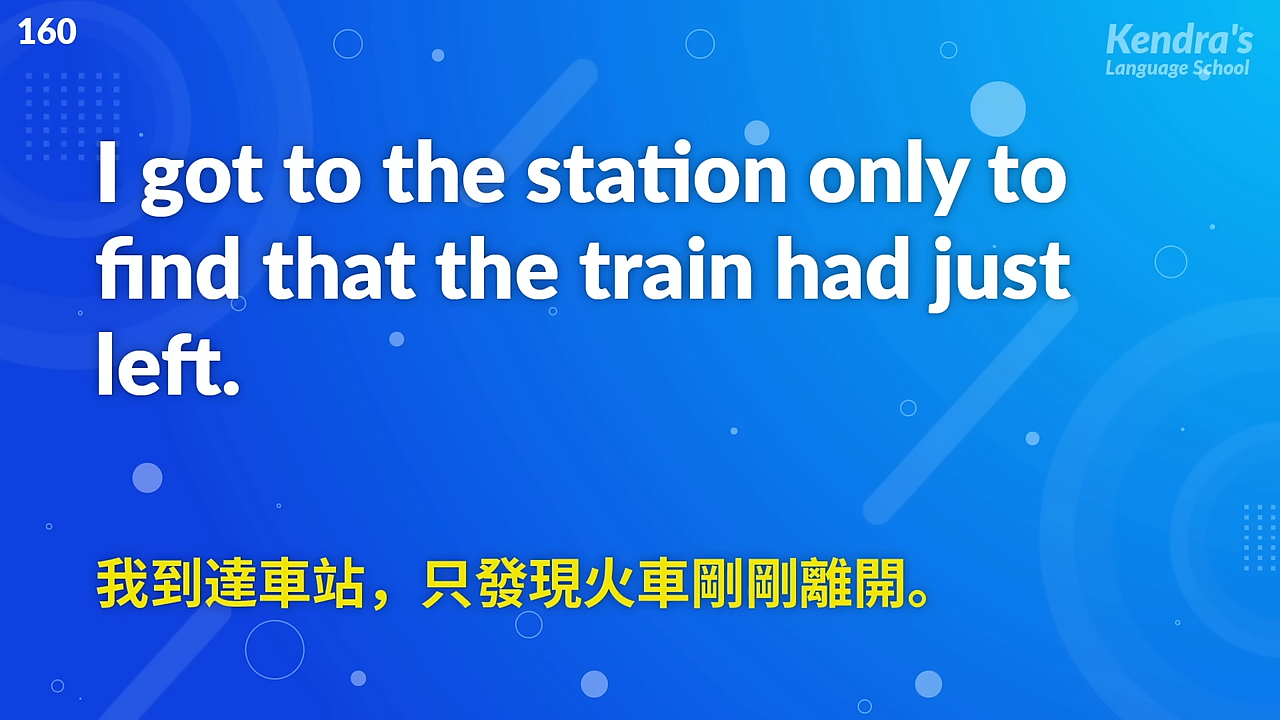 160
Kendra's
Language School
I got to the station only to
find that the train had just
left.
我到達車站，只發現火車剛剛離開。